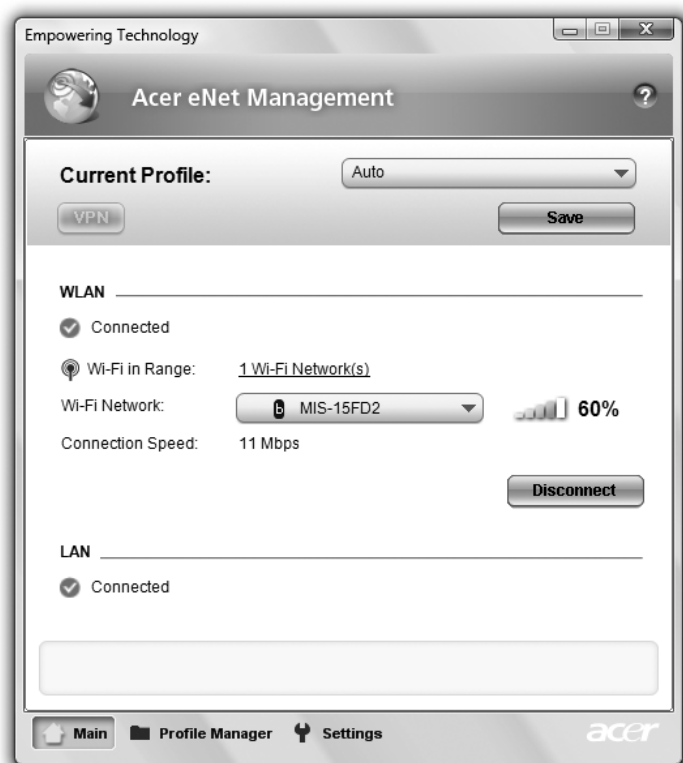 Empowering Technology
Acer eNet Management
?
Current Profile:
Auto
VPN
Save
WLAN
Connected
Wi-Fi in Range: 1 Wi-Fi Network(s)
Wi-Fi Network: b MIS-15FD2 60%
Connection Speed: 11 Mbps
Disconnect
LAN
Connected
Main Profile Manager Settings
acer